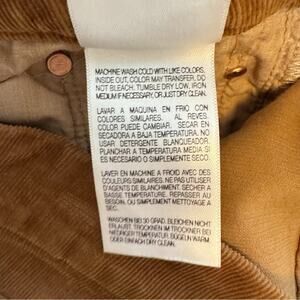 MACHINE WASH COLD WITH LIKE COLORS,
INSIDE OUT, COLOR MAY TRANSFER. DO
NOT BLEACH. TUMBLE DRY LOW, IRON
MEDIUM IF NECESSARY, OR JUST DRY CLEAN.
LAVAR A MAQUINA EN FRIO CON
COLORES SIMILARES. AL REVES.
COLOR PUEDE CAMBIAR. SECAR EN
SECADORA A BAJA TEMPERATURA. NO
USAR DETERGENTE BLANQUEADOR.
PLANCHAR A TEMPERATURA MEDIA SI
ES NECESARIO O SIMPLEMENTE EN SECO.
LAVER EN MACHINE A FROID AVEC DES
COULEURS SIMILAIRES. NE PAS UTILISER
D'AGENTS DE BLANCHIMENT. SECHER A
BASSE TEMPERATURE. REPASSER AU
BESOIN, OU SIMPLEMENT NETTOYAGE A
SEC.
WASCHEN BEI 30 GRAD. BLEICHEN NICHT
ERLAUBT. TROCKNEN IM TROCKNER BEI
NIEDRIGER TEMPERATUR. BÜGELN WARM.
ODER EINFACH DRY CLEAN.